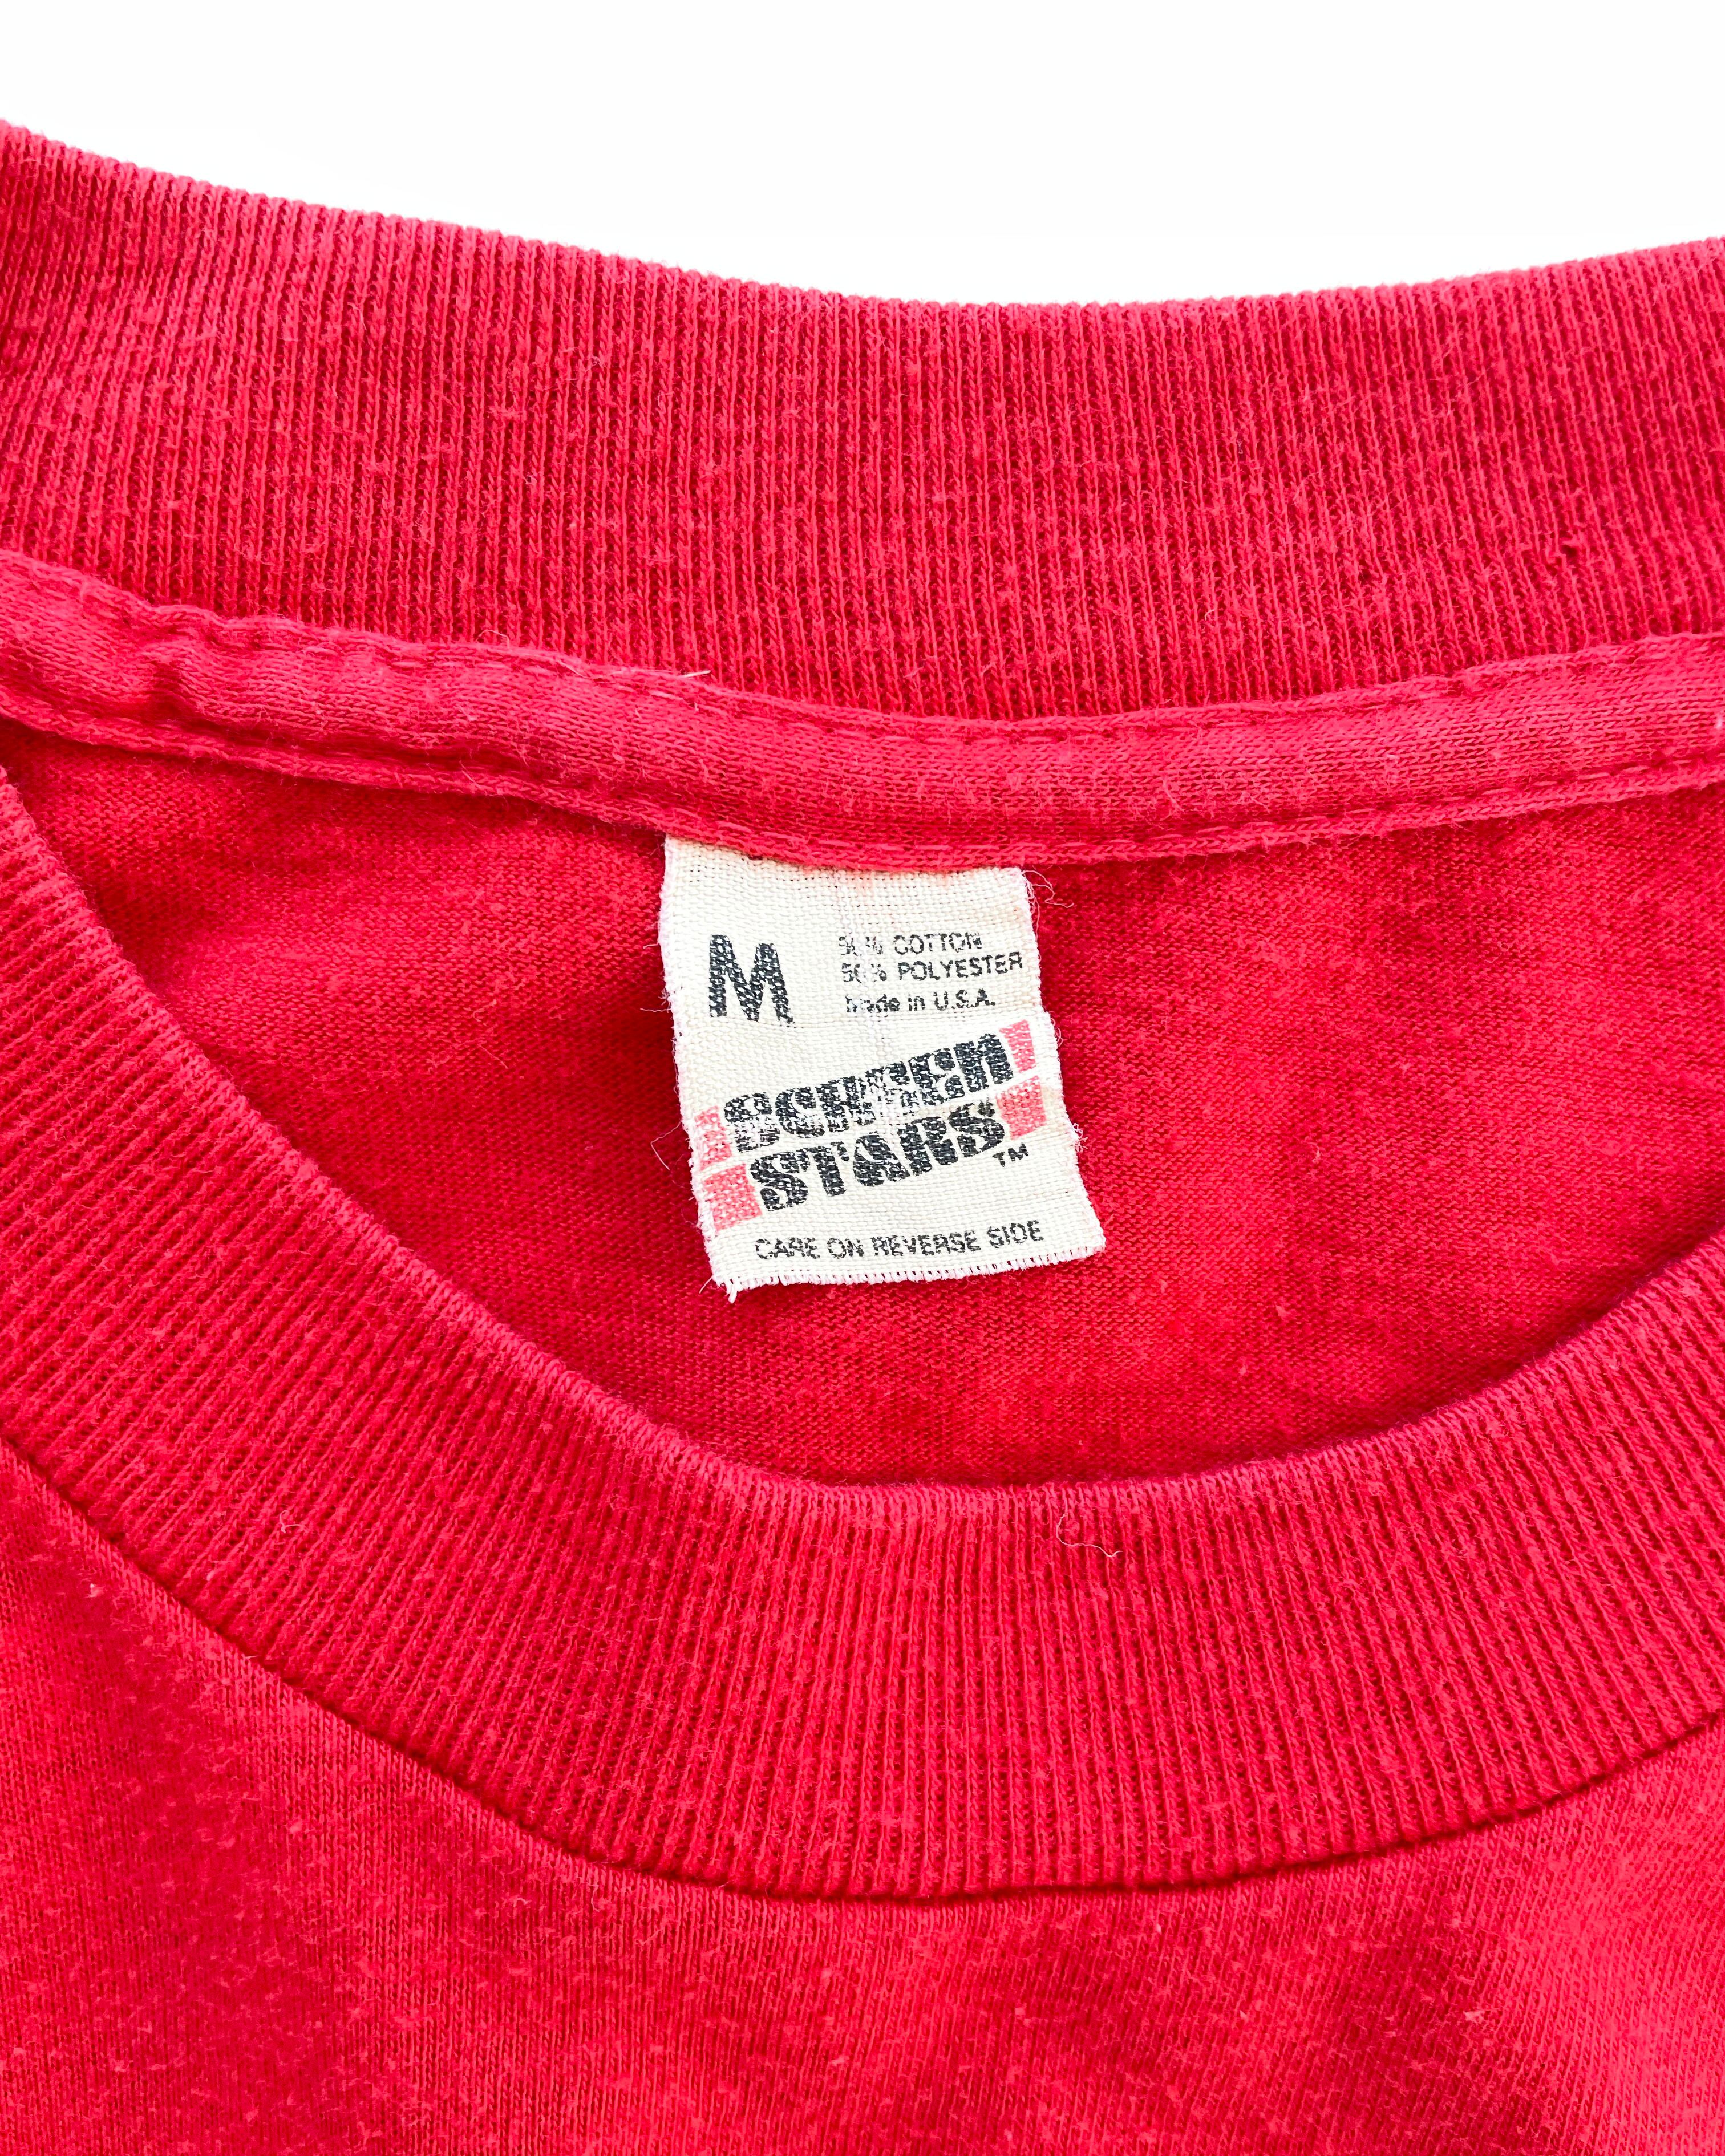 M
50% COTTON
50% POLYESTER
Made in U.S.A.
SCREEN
STARS
TM
CARE ON REVERSE SIDE